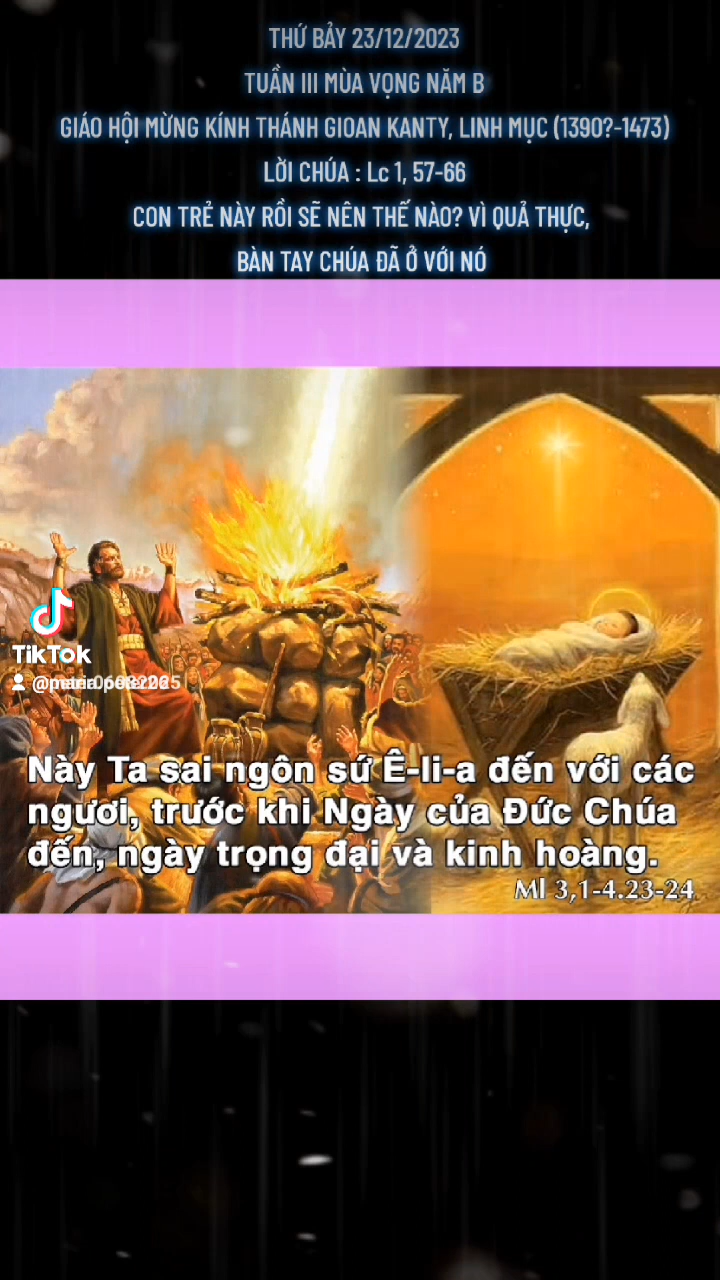 THỨ BẢY 23/12/2023
TUẦN III MÙA VỌNG NĂM B
GIÁO HỘI MỪNG KÍNH THÁNH GIOAN KANTY, LINH MỤC (1390?-1473)
LỜI CHÚA : Lc 1, 57-66
CON TRẺ NÀY RỒI SẼ NÊN THẾ NÀO? VÌ QUẢ THỰC,
BÀN TAY CHÚA ĐÃ Ở VỚI NÓ
TikTok
Này Ta sai ngôn sứ Ê-li-a đến với các
ngươi, trước khi Ngày của Đức Chúa
đến, ngày trọng đại và kinh hoàng.
Ml 3,1-4.23-24